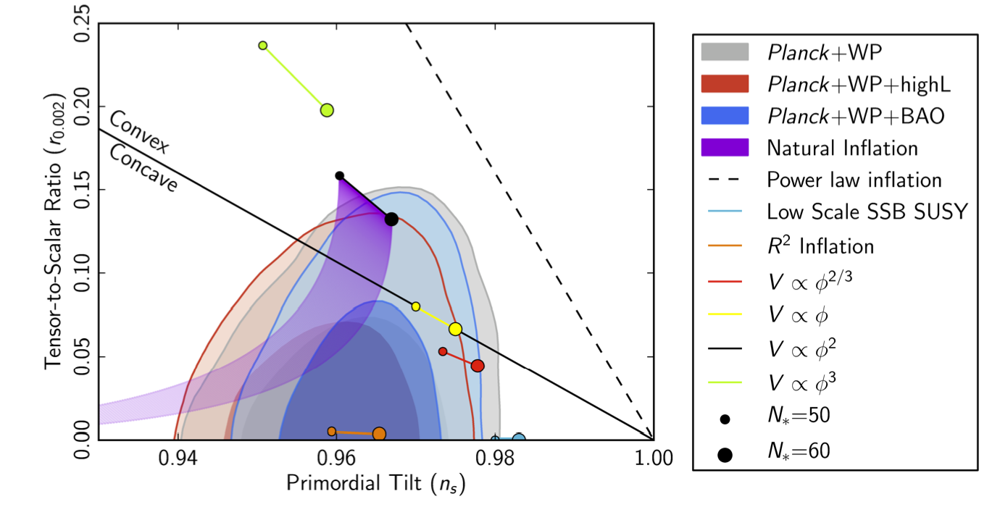 0.25
0.20
0.15
0.10
0.05
0.00
Tensor-to-Scalar Ratio (r0.002)
Convex
Concave
0.94 0.96 0.98 1.00
Primordial Tilt (ns)
Planck+WP
Planck+WP+highL
Planck+WP+BAO
Natural Inflation
Power law inflation
Low Scale SSB SUSY
R² Inflation
V ∝ ϕ^{2/3}
V ∝ ϕ
V ∝ ϕ²
V ∝ ϕ³
N*=50
N*=60